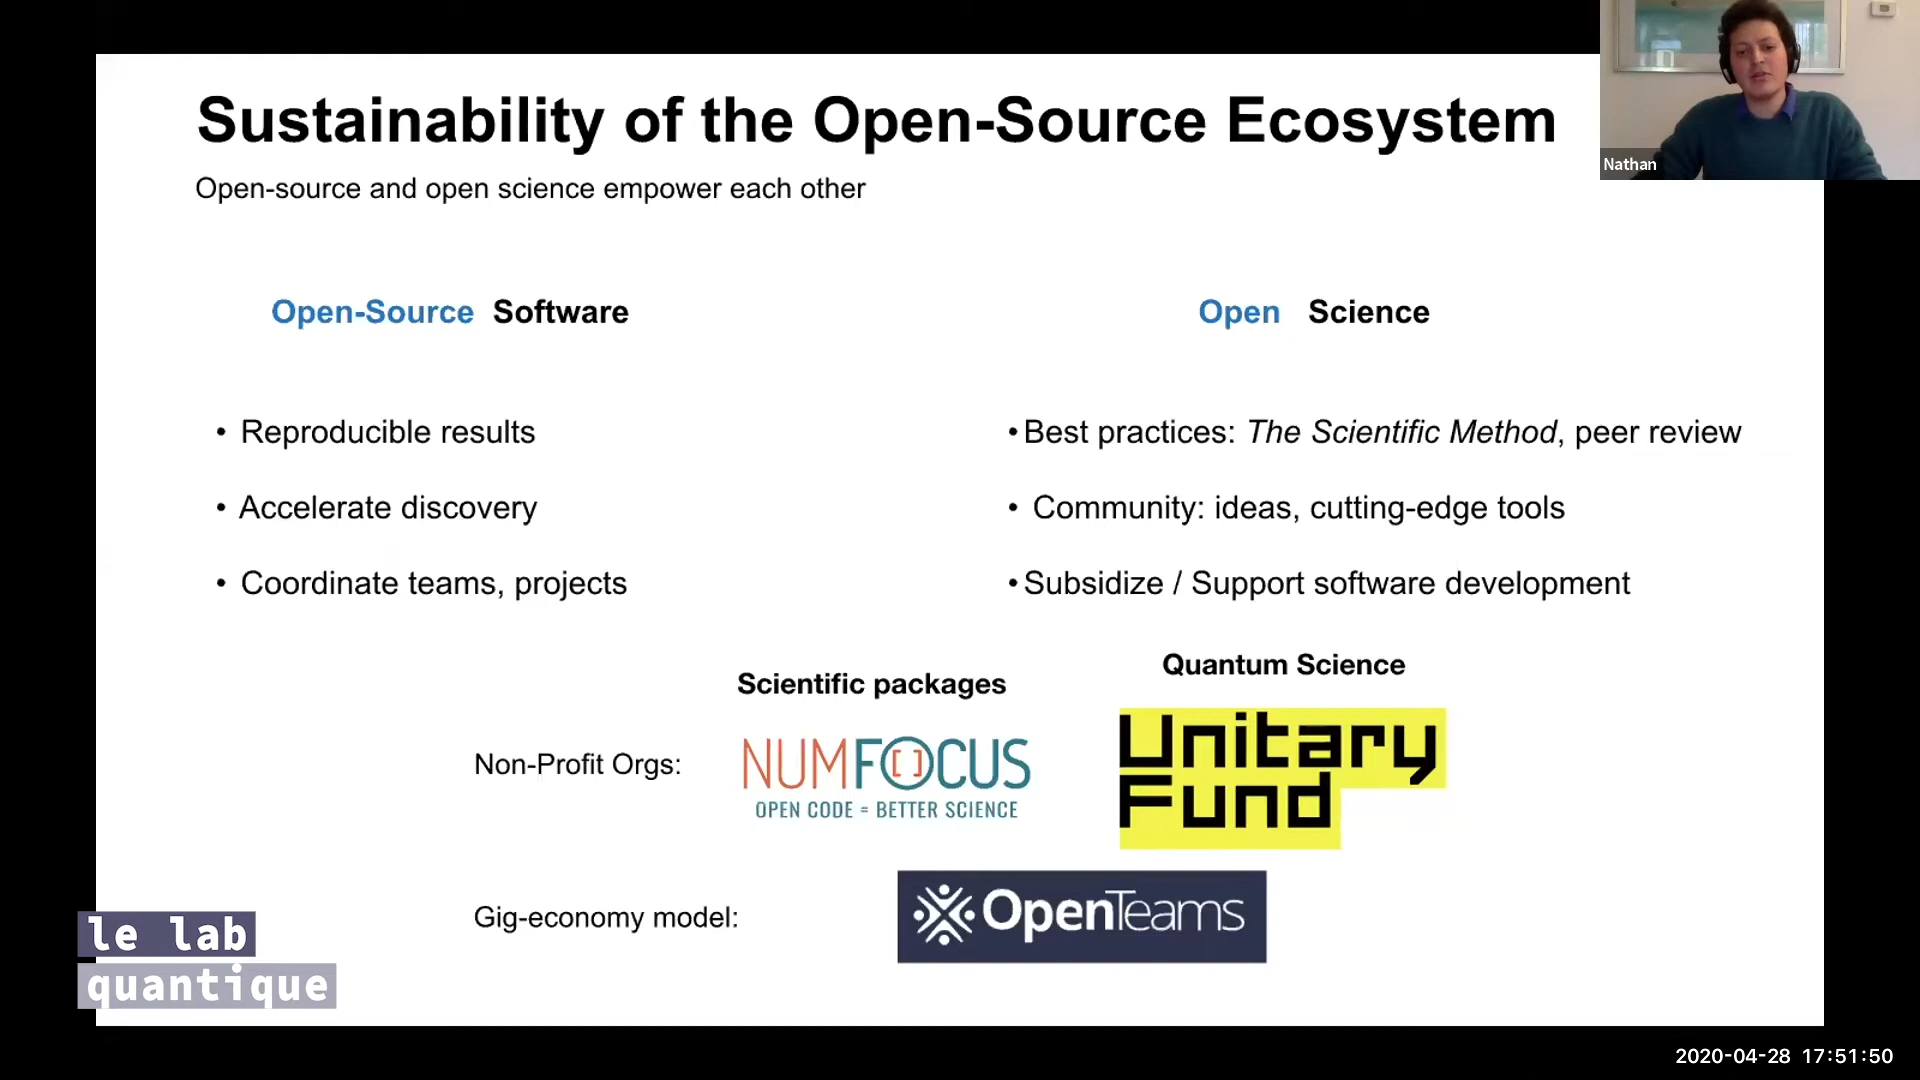 Sustainability of the Open-Source Ecosystem
Open-source and open science empower each other
Nathan
Open-Source Software
Open Science
• Reproducible results
• Accelerate discovery
• Coordinate teams, projects
• Best practices: The Scientific Method, peer review
• Community: ideas, cutting-edge tools
• Subsidize / Support software development
Scientific packages
Quantum Science
Non-Profit Orgs:
NUMFOCUS
OPEN CODE = BETTER SCIENCE
Unitary
Fund
Gig-economy model:
OpenTeams
le lab
quantique
2020-04-28 17:51:50